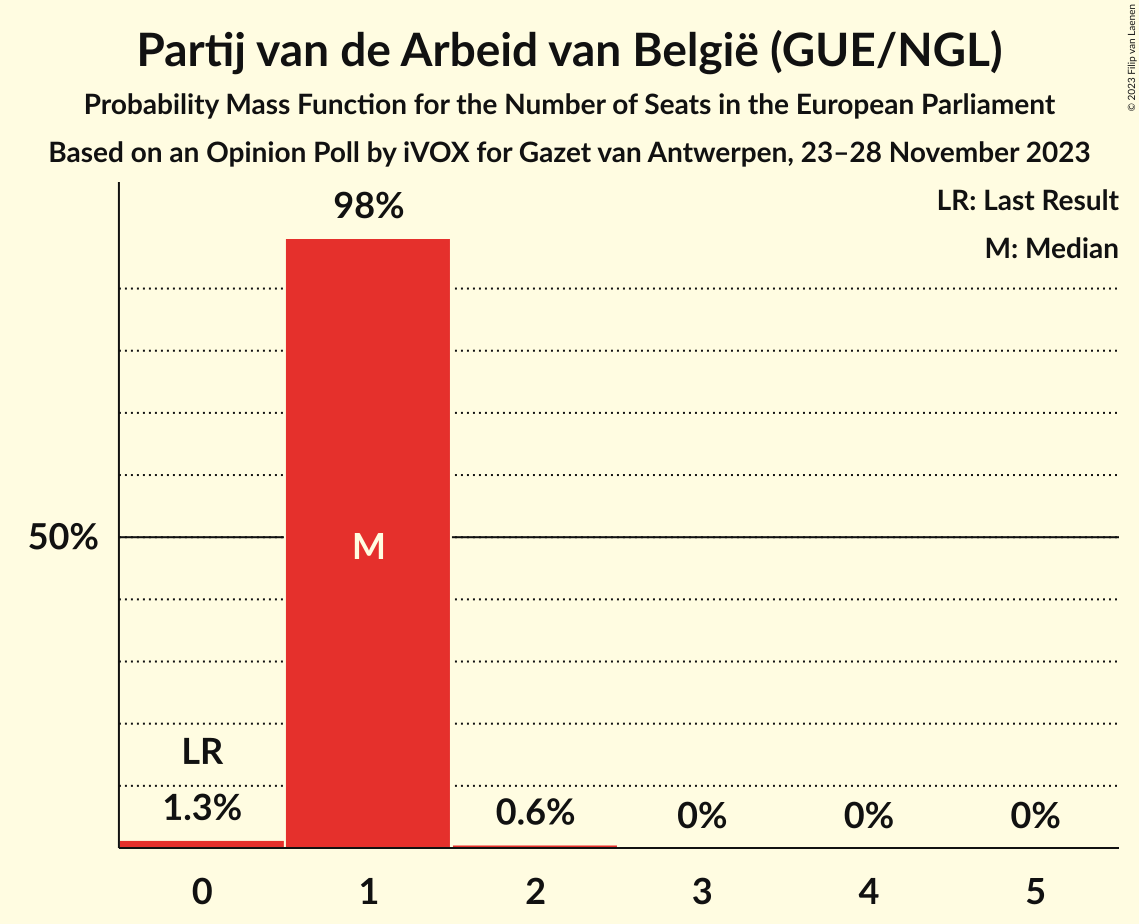 Partij van de Arbeid van België (GUE/NGL)
Probability Mass Function for the Number of Seats in the European Parliament
Based on an Opinion Poll by iVOX for Gazet van Antwerpen, 23–28 November 2023
© 2023 Filip van Laenen
LR: Last Result
M: Median
98%
50%
M
LR
1.3%
0.6%
0%
0%
0%
0
1
2
3
4
5